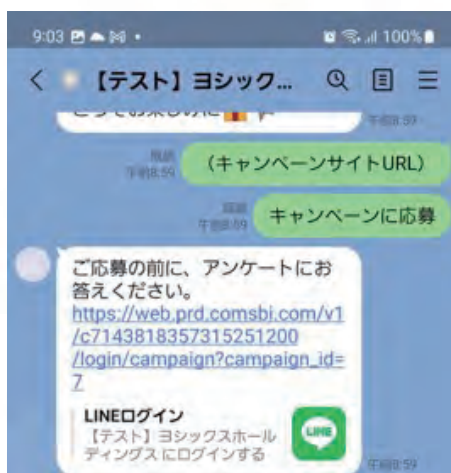 9:03
100%
【テスト】ヨシック...
午前8:59
既読
午前8:59
(キャンペーンサイトURL)
既読
午前8:59
キャンペーンに応募
ご応募の前に、アンケートにお
答えください。
https://web.prd.comsbi.com/v1
/c7143818357315251200
/login/campaign?campaign_id=
7
LINEログイン
【テスト】ヨシックスホール
ディングス にログインする
LINE
午前8:59